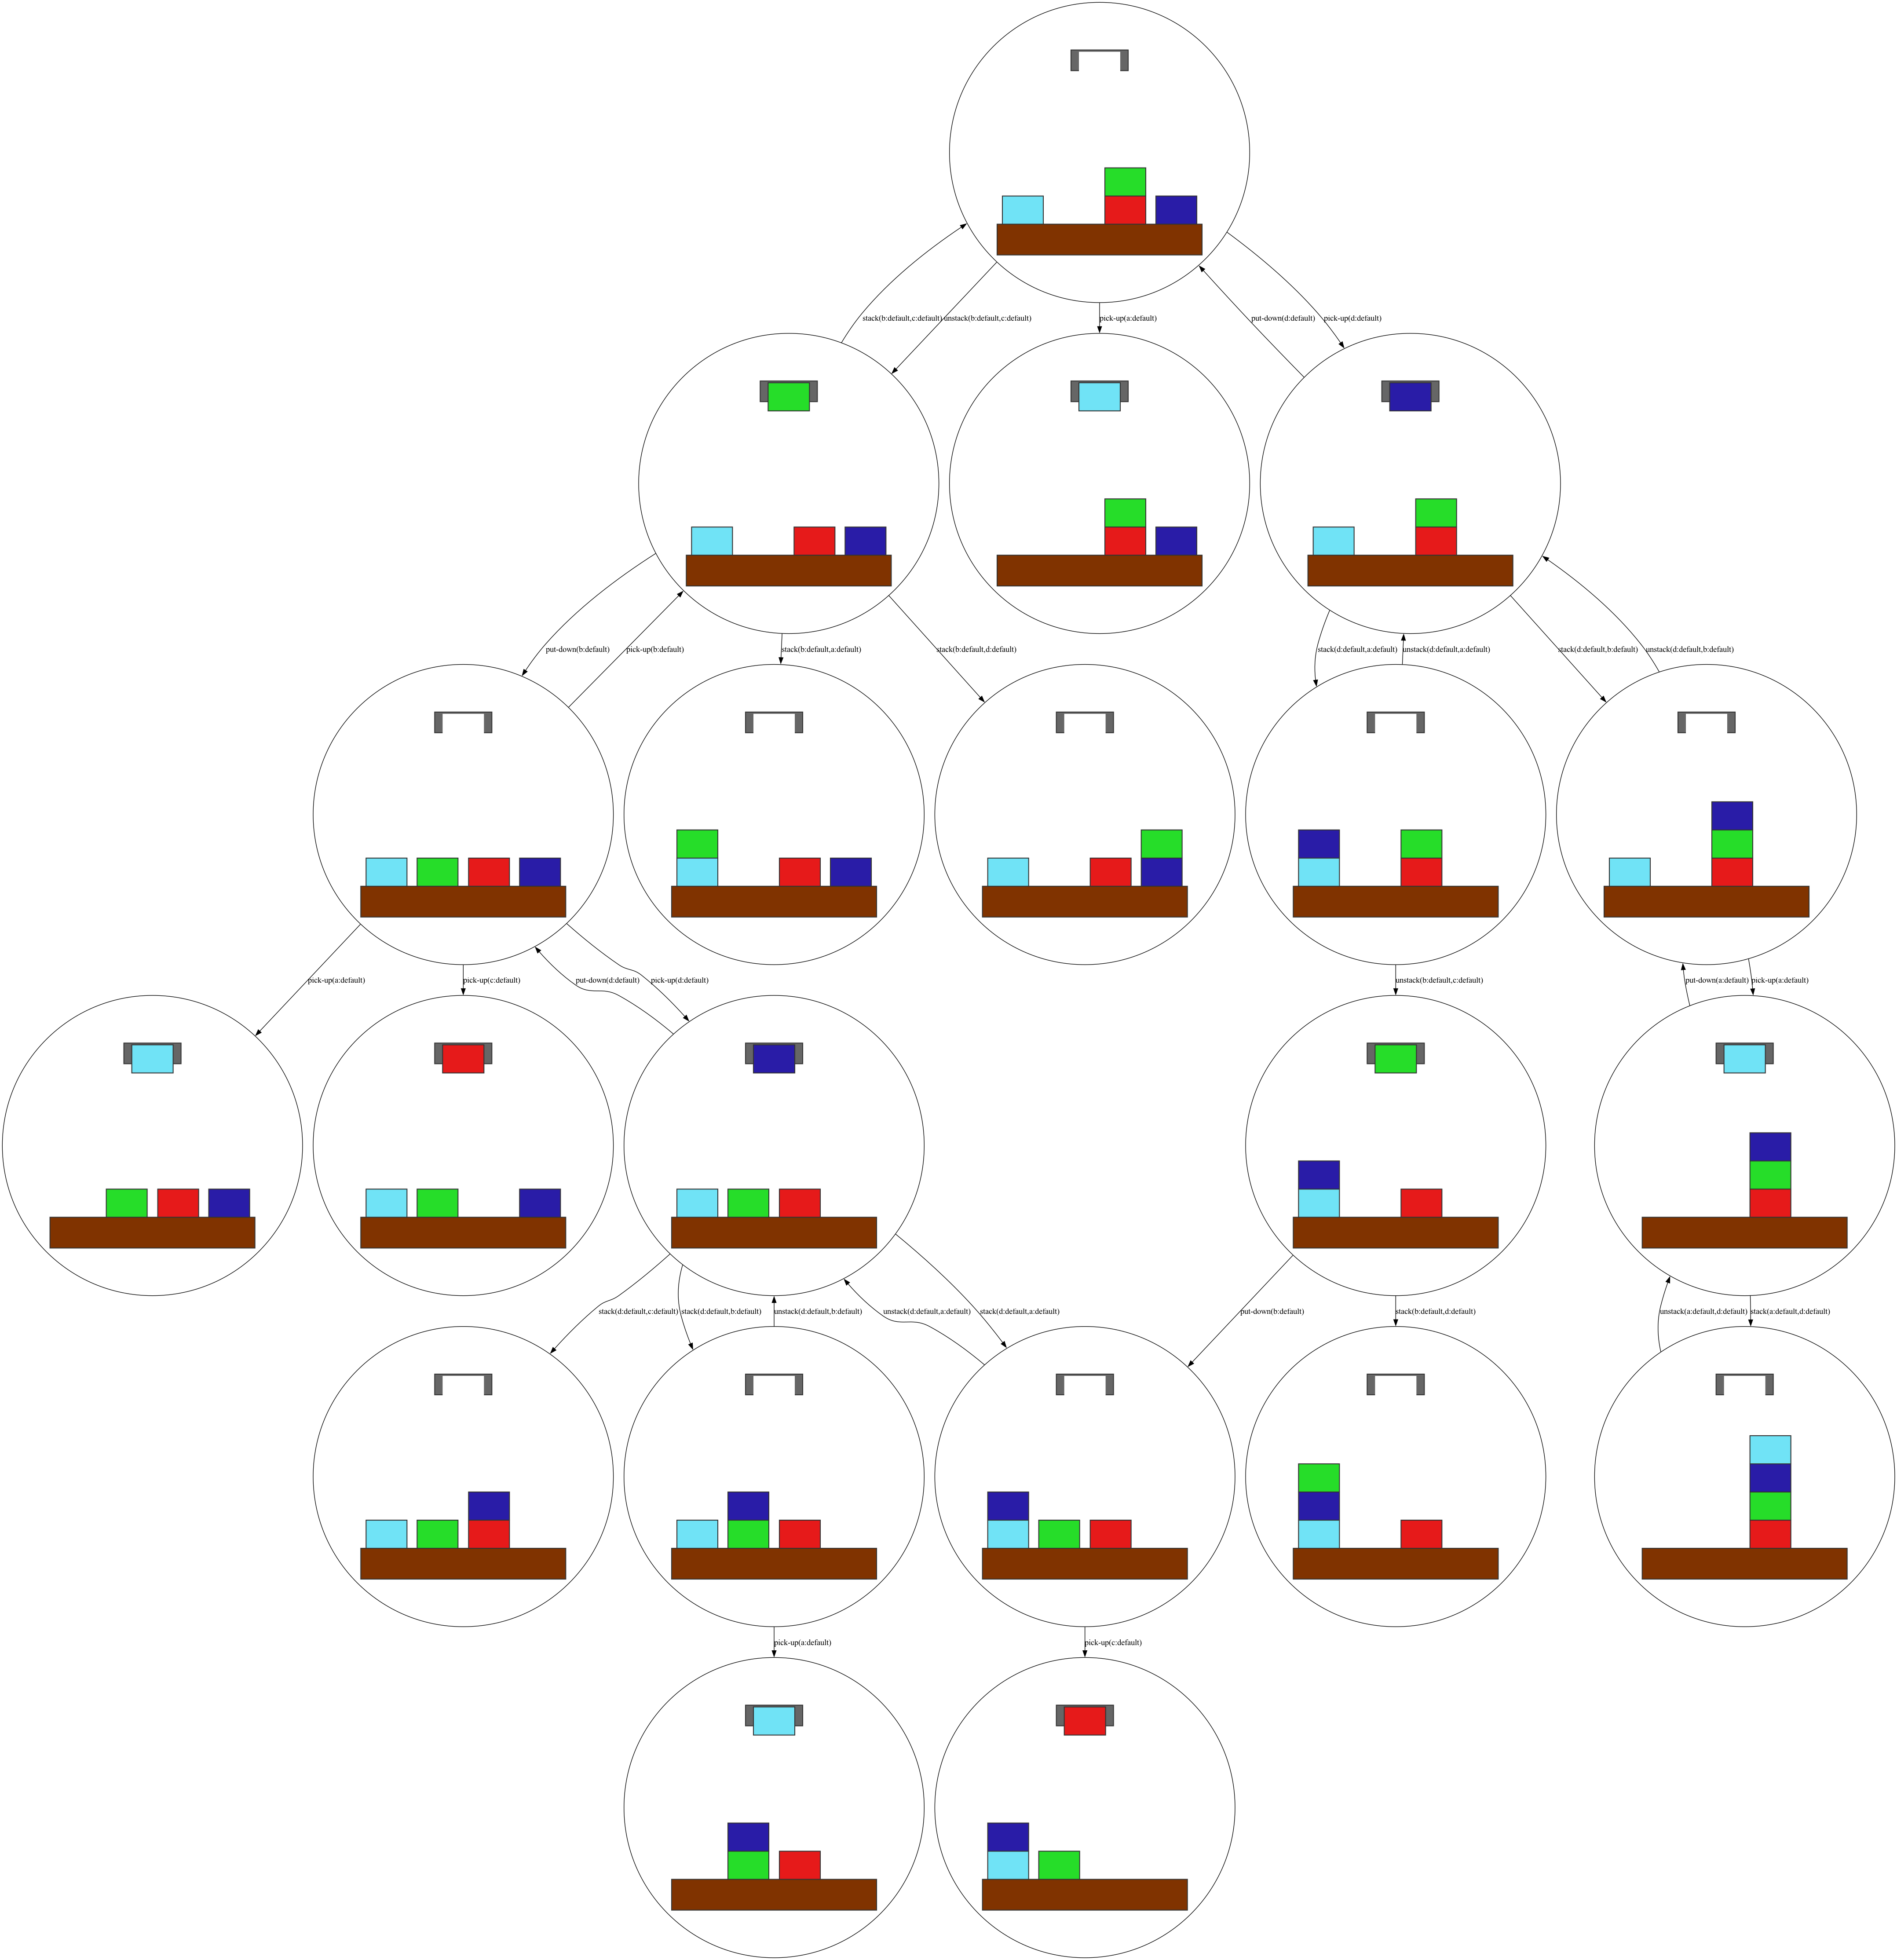 stack(b:default,c:default)
unstack(b:default,c:default)
pick-up(a:default)
put-down(d:default)
pick-up(d:default)
put-down(b:default)
pick-up(b:default)
stack(b:default,a:default)
stack(b:default,d:default)
stack(d:default,a:default)
unstack(d:default,a:default)
stack(d:default,b:default)
unstack(d:default,b:default)
pick-up(a:default)
pick-up(c:default)
put-down(d:default)
pick-up(d:default)
unstack(b:default,c:default)
put-down(a:default)
pick-up(a:default)
stack(d:default,c:default)
stack(d:default,b:default)
unstack(d:default,b:default)
unstack(d:default,a:default)
stack(d:default,a:default)
put-down(b:default)
stack(b:default,d:default)
unstack(a:default,d:default)
stack(a:default,d:default)
pick-up(a:default)
pick-up(c:default)